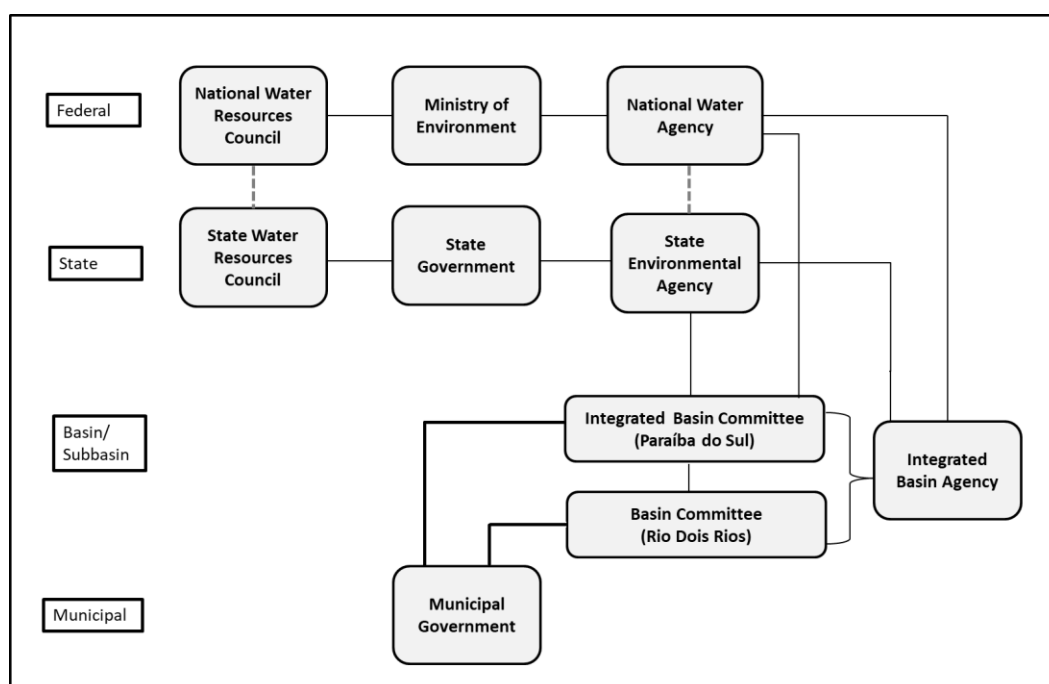 Federal
National Water
Resources
Council
Ministry of
Environment
National Water
Agency
State
State Water
Resources
Council
State
Government
State
Environmental
Agency
Basin/
Subbasin
Integrated Basin Committee
(Paraíba do Sul)
Integrated
Basin Agency
Basin Committee
(Rio Dois Rios)
Municipal
Municipal
Government